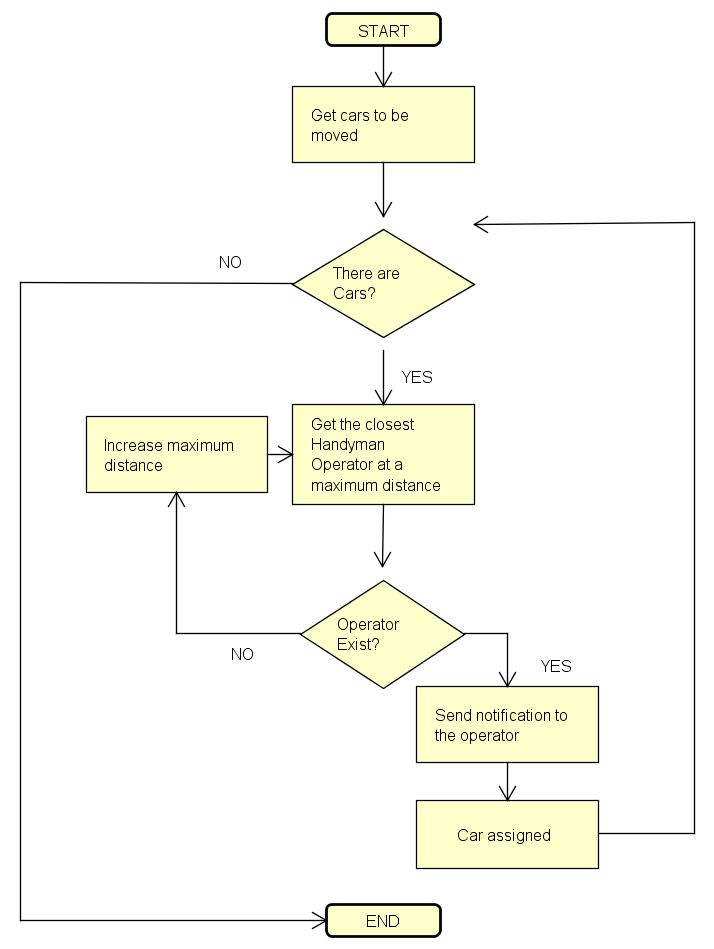 START
Get cars to be
moved
NO
There are
Cars?
YES
Increase maximum
distance
Get the closest
Handyman
Operator at a
maximum distance
Operator
Exist?
NO
YES
Send notification to
the operator
Car assigned
END